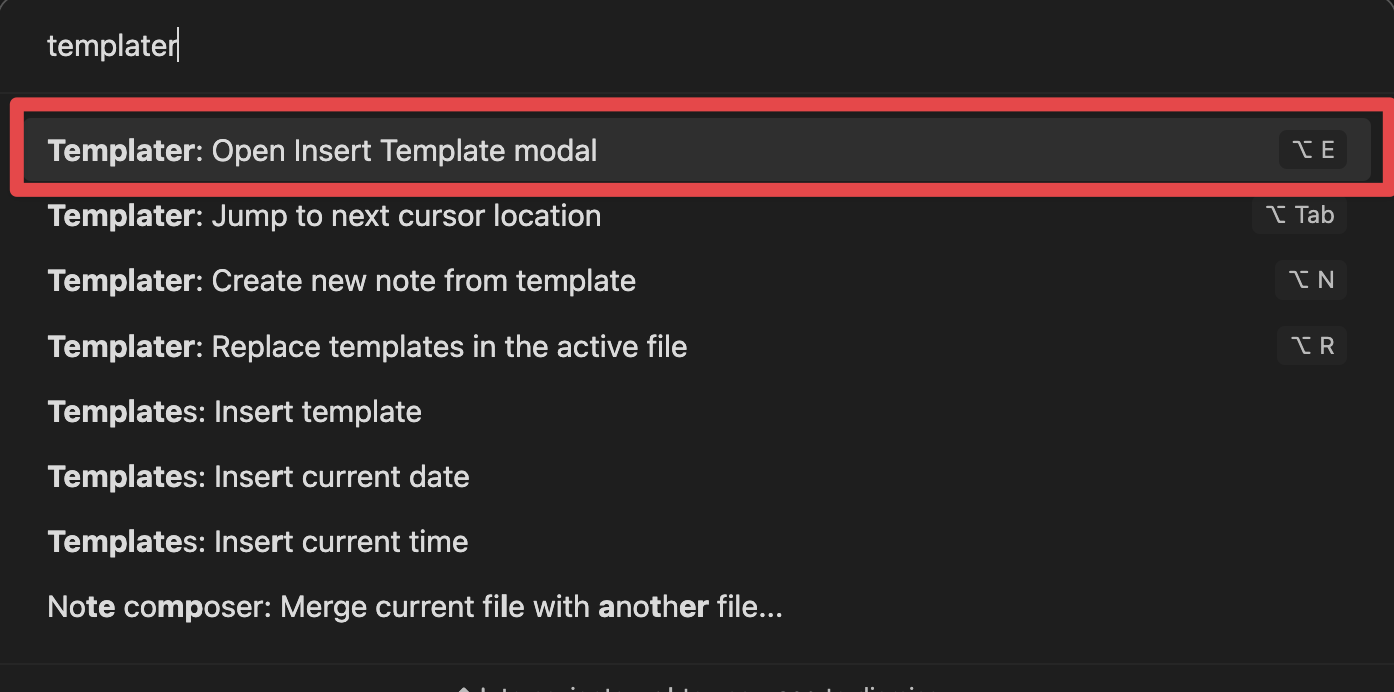 templater
Templater: Open Insert Template modal ⌥ E
Templater: Jump to next cursor location ⌥ Tab
Templater: Create new note from template ⌥ N
Templater: Replace templates in the active file ⌥ R
Templates: Insert template
Templates: Insert current date
Templates: Insert current time
Note composer: Merge current file with another file...